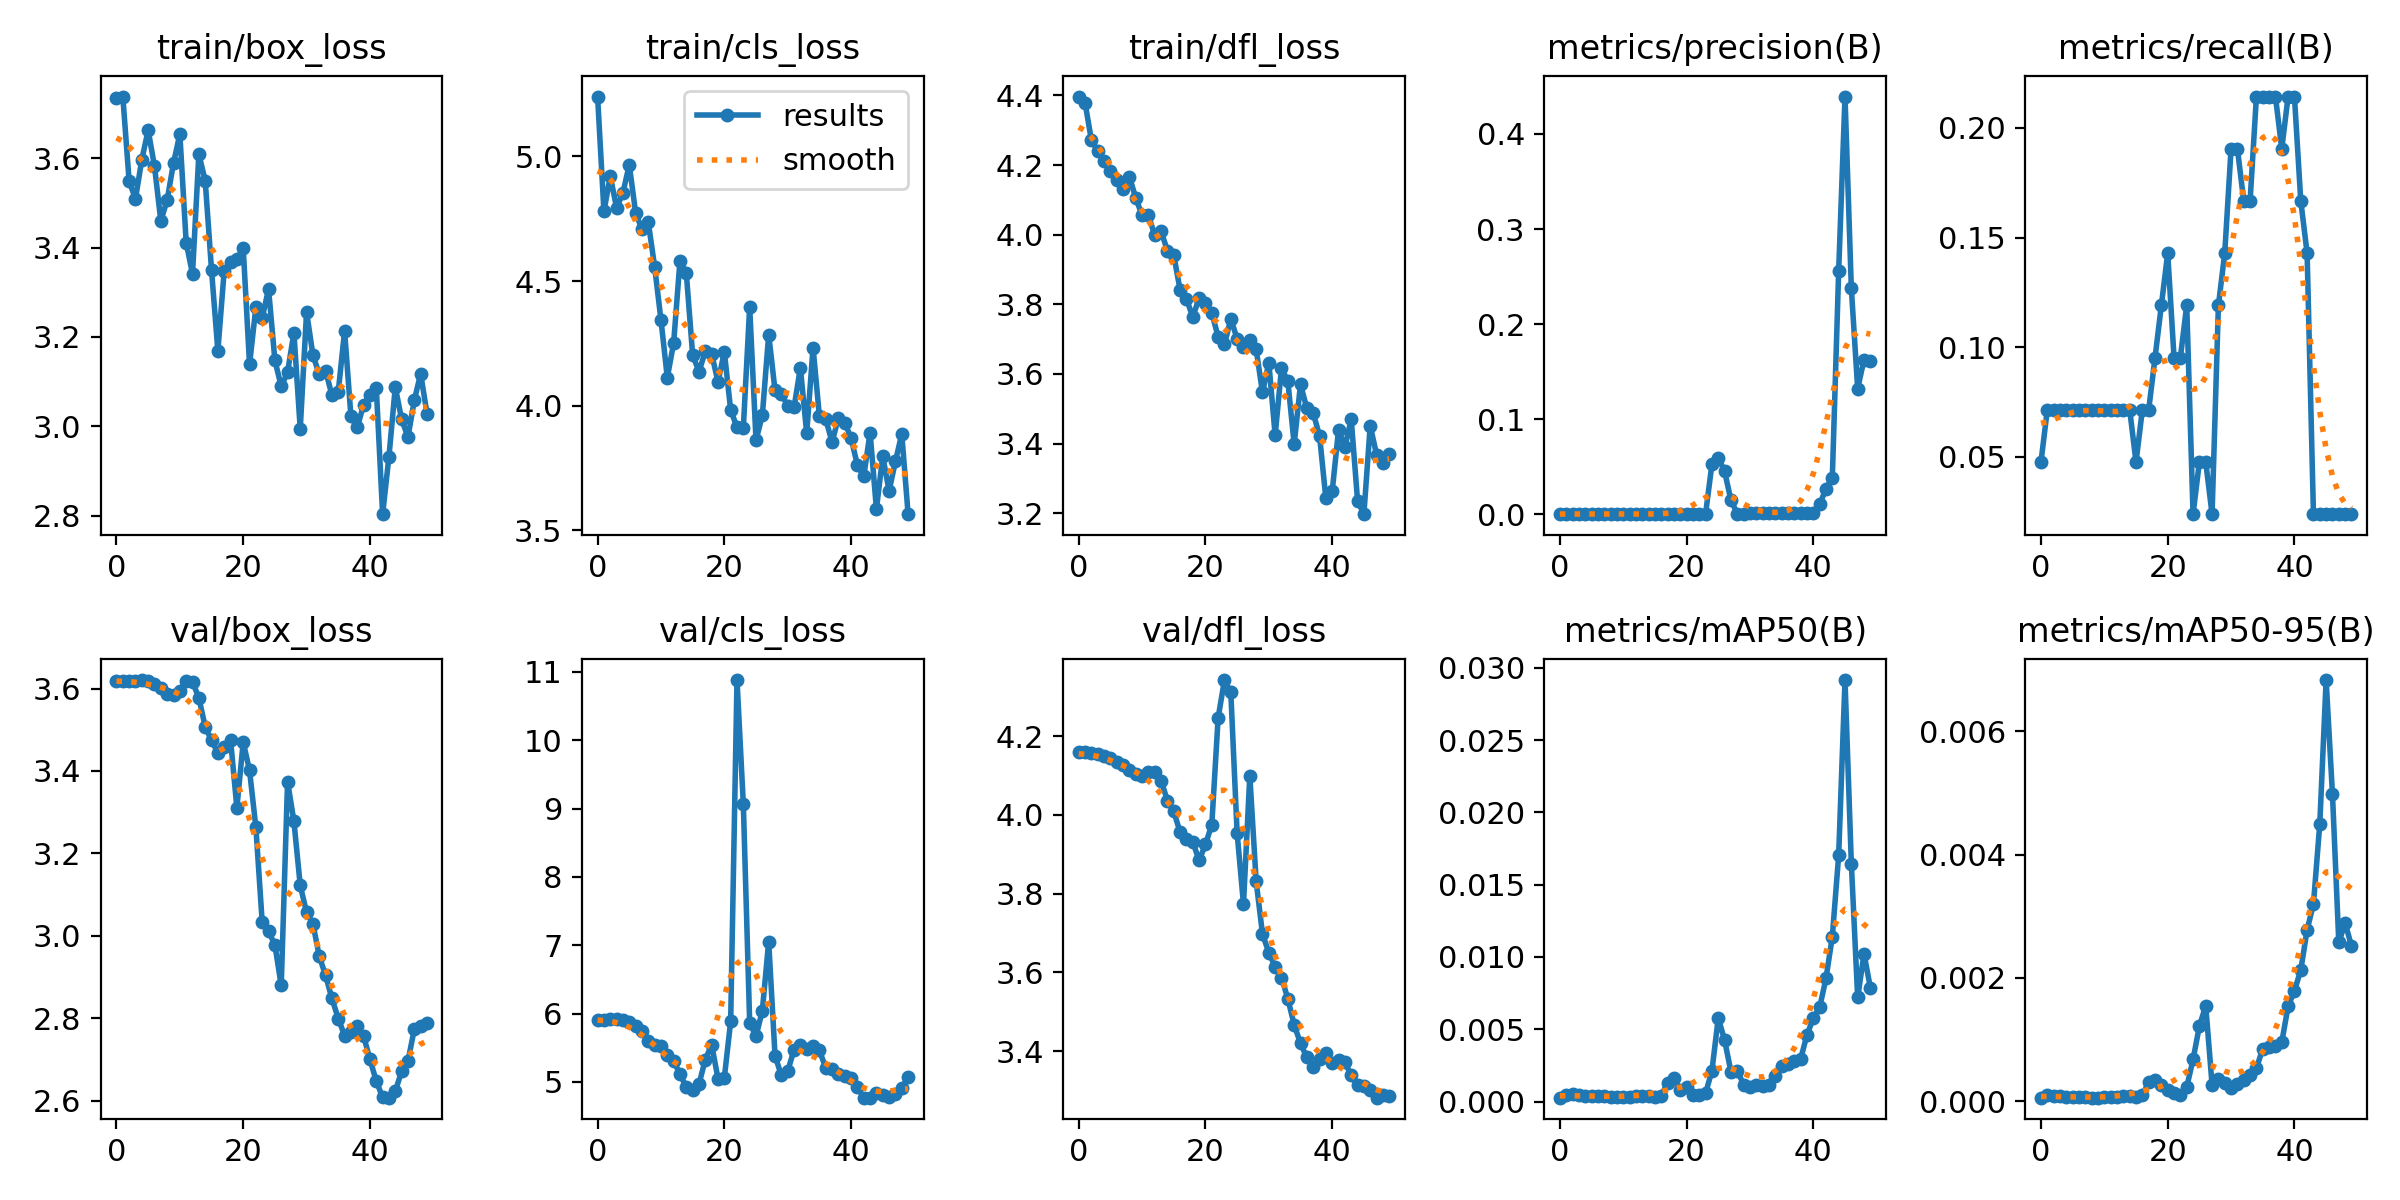 train/box_loss
3.6
3.4
3.2
3.0
2.8
0 20 40
train/cls_loss
results
smooth
5.0
4.5
4.0
3.5
0 20 40
train/dfl_loss
4.4
4.2
4.0
3.8
3.6
3.4
3.2
0 20 40
metrics/precision(B)
0.4
0.3
0.2
0.1
0.0
0 20 40
metrics/recall(B)
0.20
0.15
0.10
0.05
0 20 40
val/box_loss
3.6
3.4
3.2
3.0
2.8
2.6
0 20 40
val/cls_loss
11
10
9
8
7
6
5
0 20 40
val/dfl_loss
4.2
4.0
3.8
3.6
3.4
0 20 40
metrics/mAP50(B)
0.030
0.025
0.020
0.015
0.010
0.005
0.000
0 20 40
metrics/mAP50-95(B)
0.006
0.004
0.002
0.000
0 20 40